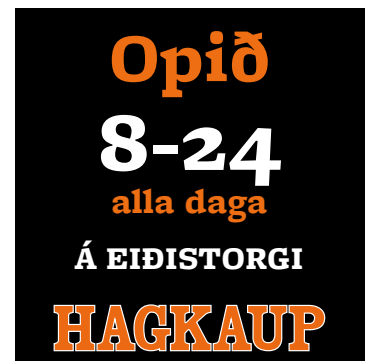 Opið
8-24
alla daga
Á EIÐISTORGI
HAGKAUP